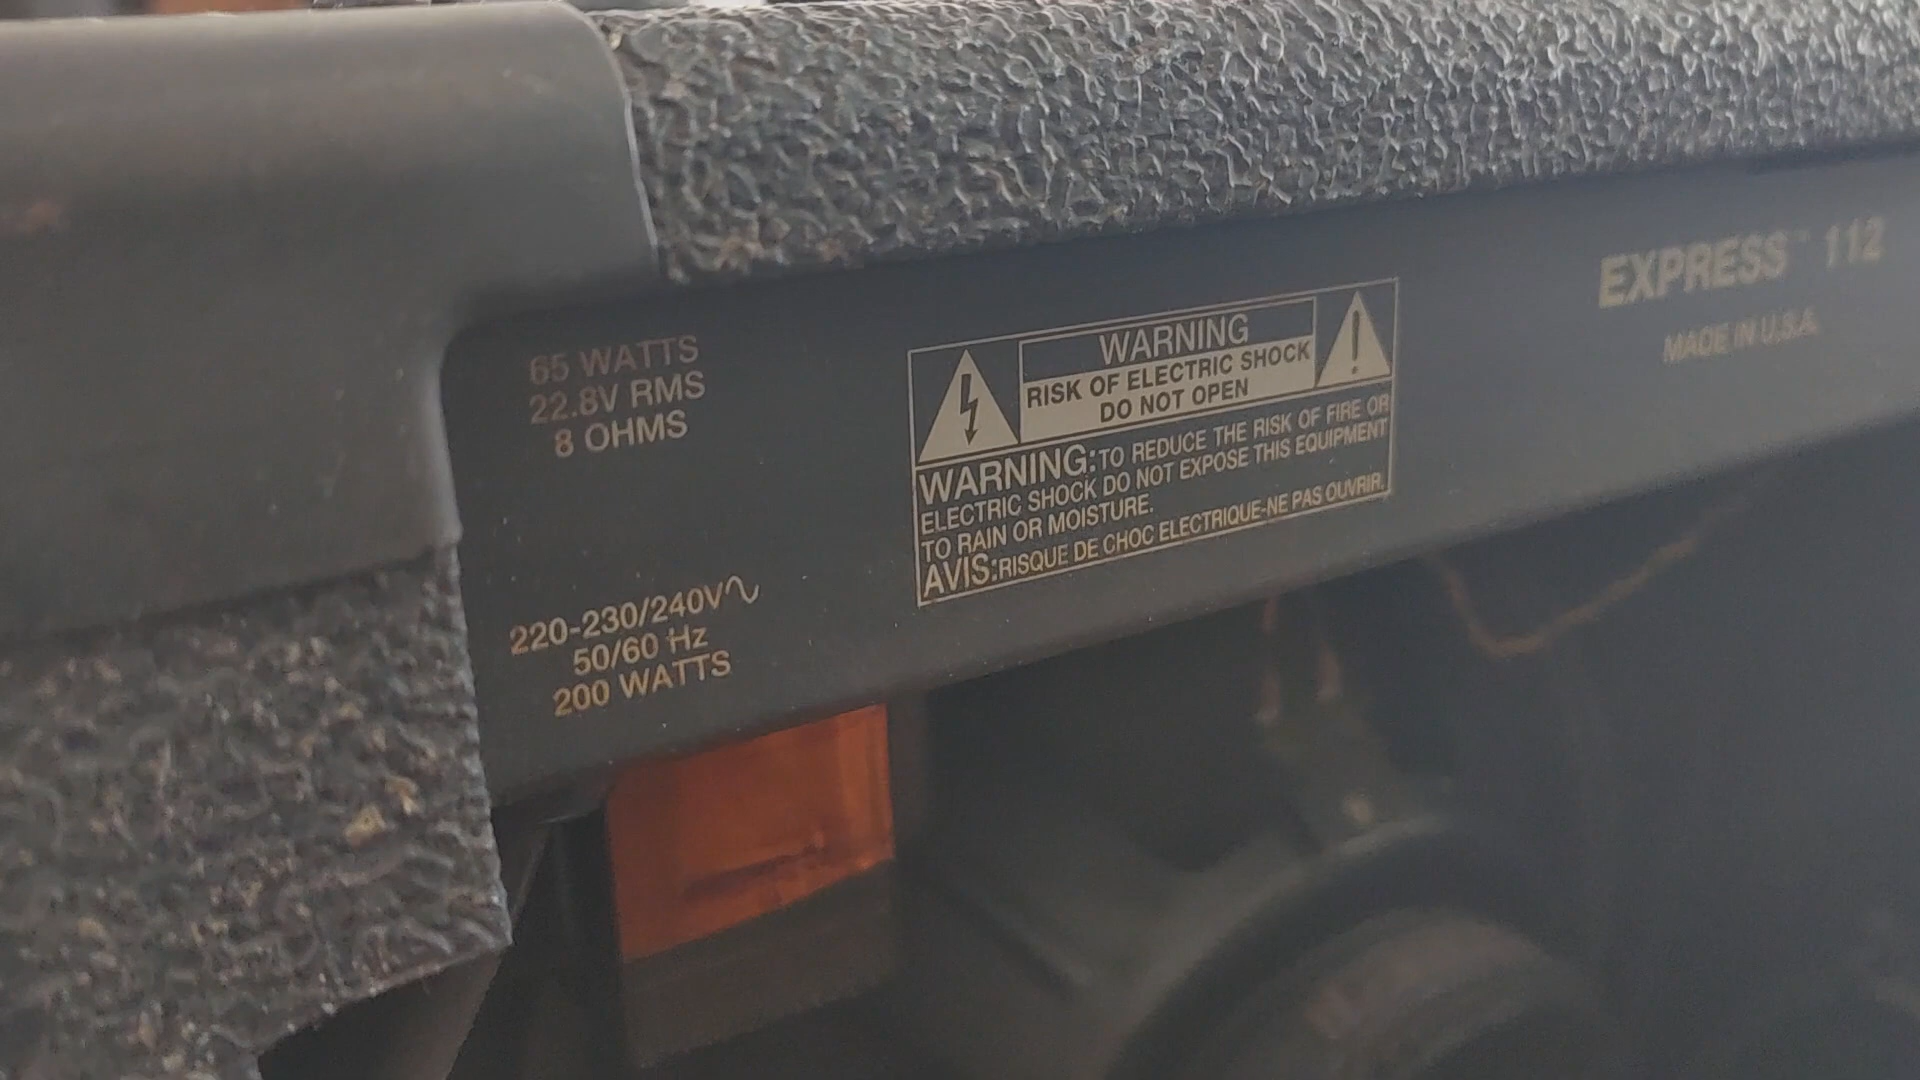 65 WATTS
22.8V RMS
8 OHMS
220-230/240V∿
50/60 Hz
200 WATTS
WARNING
RISK OF ELECTRIC SHOCK
DO NOT OPEN
WARNING:TO REDUCE THE RISK OF FIRE OR
ELECTRIC SHOCK DO NOT EXPOSE THIS EQUIPMENT
TO RAIN OR MOISTURE.
AVIS:RISQUE DE CHOC ELECTRIQUE-NE PAS OUVRIR.
EXPRESS™ 112
MADE IN U.S.A.